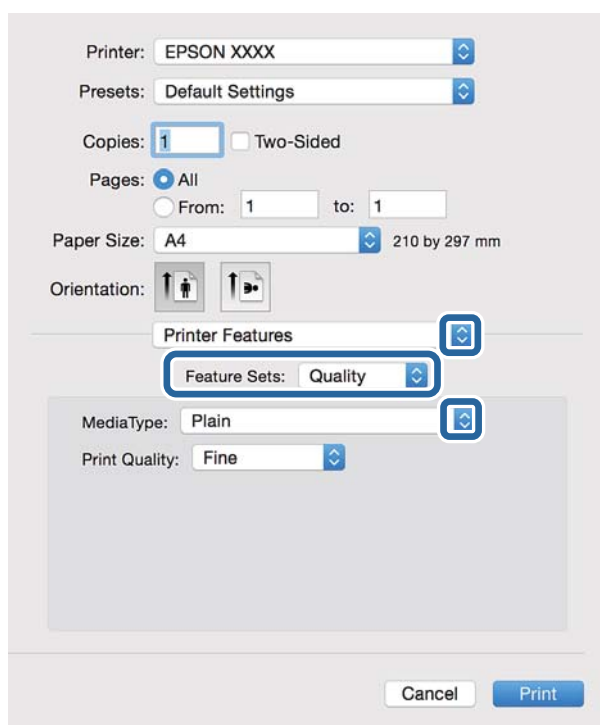 Printer: EPSON XXXX
Presets: Default Settings
Copies: 1 Two-Sided
Pages: All
From: 1 to: 1
Paper Size: A4 210 by 297 mm
Orientation:
Printer Features
Feature Sets: Quality
MediaType: Plain
Print Quality: Fine
Cancel Print